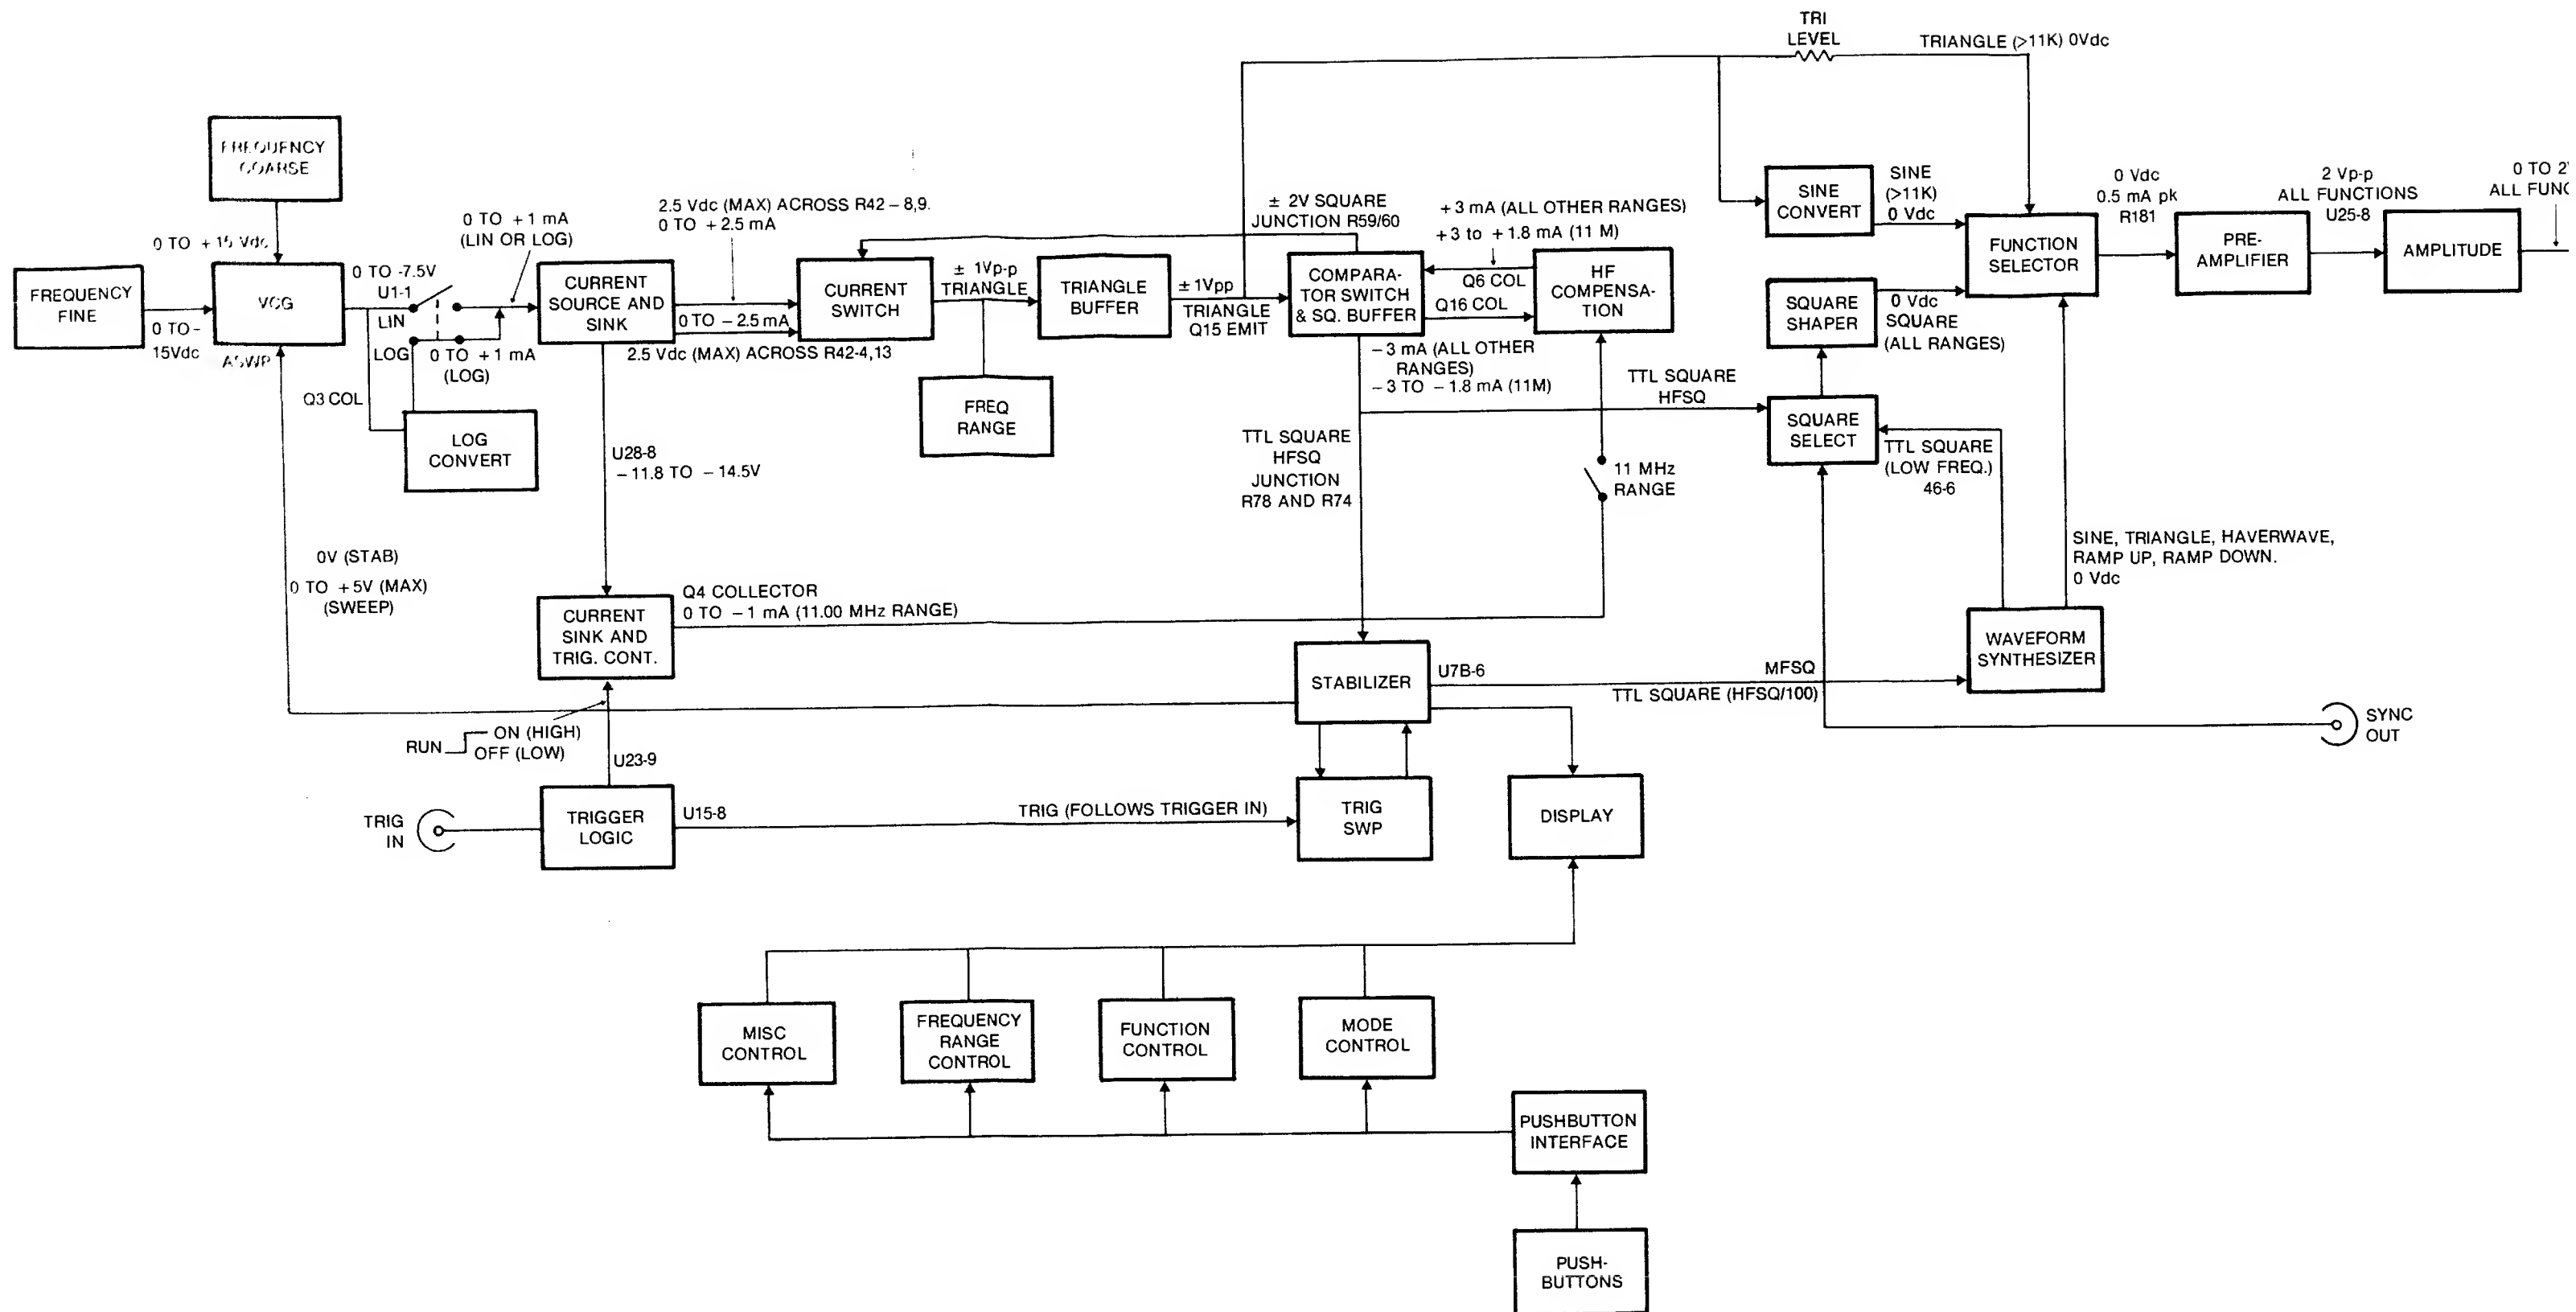 TRI
LEVEL
TRIANGLE (>11K) 0Vdc
FREQUENCY
COARSE
0 TO + 15 Vdc
FREQUENCY
FINE
0 TO -
15Vdc
VCG
ASWP
0 TO -7.5V
U1-1
LIN
LOG
0 TO + 1 mA
(LIN OR LOG)
0 TO + 1 mA
(LOG)
Q3 COL
LOG
CONVERT
CURRENT
SOURCE AND
SINK
2.5 Vdc (MAX) ACROSS R42 – 8,9.
0 TO + 2.5 mA
0 TO – 2.5 mA
2.5 Vdc (MAX) ACROSS R42-4,13
CURRENT
SWITCH
± 1Vp-p
TRIANGLE
FREQ
RANGE
TRIANGLE
BUFFER
± 1Vpp
TRIANGLE
Q15 EMIT
± 2V SQUARE
JUNCTION R59/60
COMPARA-
TOR SWITCH
& SQ. BUFFER
+ 3 mA (ALL OTHER RANGES)
+ 3 to + 1.8 mA (11 M)
Q6 COL
Q16 COL
HF
COMPENSA-
TION
– 3 mA (ALL OTHER
RANGES)
– 3 TO – 1.8 mA (11M)
TTL SQUARE
HFSQ
TTL SQUARE
HFSQ
JUNCTION
R78 AND R74
11 MHz
RANGE
SINE
CONVERT
SINE
(>11K)
0 Vdc
SQUARE
SHAPER
0 Vdc
SQUARE
(ALL RANGES)
SQUARE
SELECT
TTL SQUARE
(LOW FREQ.)
46-6
FUNCTION
SELECTOR
0 Vdc
0.5 mA pk
R181
PRE-
AMPLIFIER
2 Vp-p
ALL FUNCTIONS
U25-8
AMPLITUDE
0 TO 2
ALL FUNC
U28-8
– 11.8 TO – 14.5V
0V (STAB)
0 TO + 5V (MAX)
(SWEEP)
CURRENT
SINK AND
TRIG. CONT.
Q4 COLLECTOR
0 TO – 1 mA (11.00 MHz RANGE)
SINE, TRIANGLE, HAVERWAVE,
RAMP UP, RAMP DOWN.
0 Vdc
WAVEFORM
SYNTHESIZER
STABILIZER
U7B-6
MFSQ
TTL SQUARE (HFSQ/100)
SYNC
OUT
RUN
ON (HIGH)
OFF (LOW)
U23-9
TRIG
IN
TRIGGER
LOGIC
U15-8
TRIG (FOLLOWS TRIGGER IN)
TRIG
SWP
DISPLAY
MISC
CONTROL
FREQUENCY
RANGE
CONTROL
FUNCTION
CONTROL
MODE
CONTROL
PUSHBUTTON
INTERFACE
PUSH-
BUTTONS